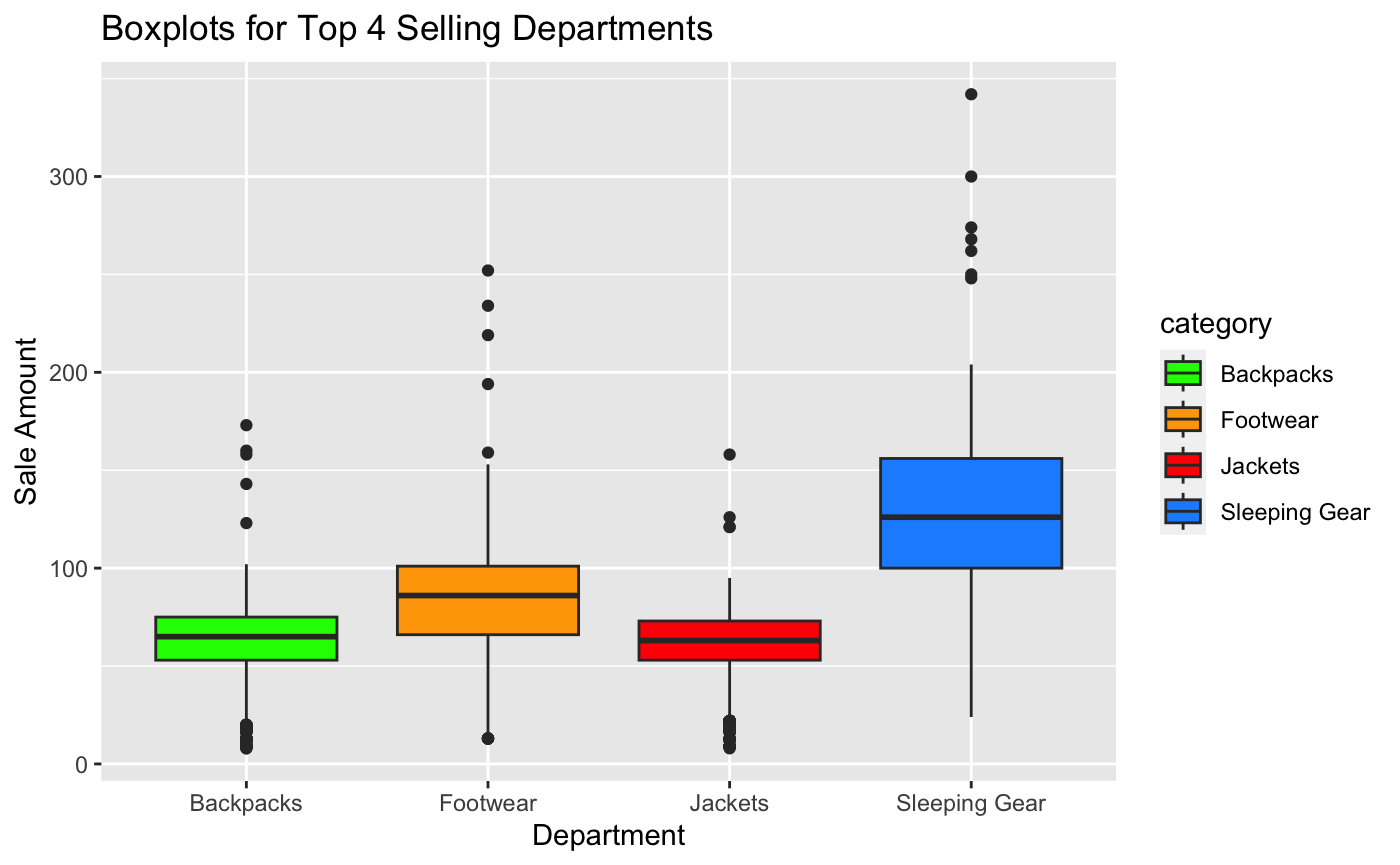 Boxplots for Top 4 Selling Departments
Sale Amount
300
200
100
0
Backpacks Footwear Jackets Sleeping Gear
Department
category
Backpacks
Footwear
Jackets
Sleeping Gear